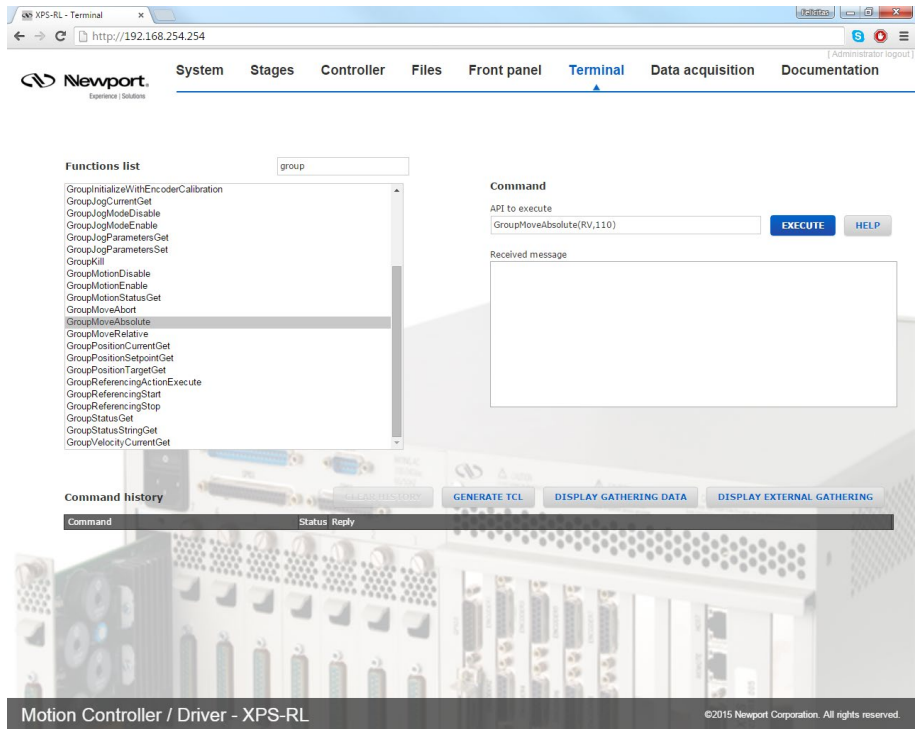 XPS-RL - Terminal
Felicitas
http://192.168.254.254
[ Administrator logout ]
Newport.
Experience | Solutions
System Stages Controller Files Front panel Terminal Data acquisition Documentation
Functions list
group
GroupInitializeWithEncoderCalibration
GroupJogCurrentGet
GroupJogModeDisable
GroupJogModeEnable
GroupJogParametersGet
GroupJogParametersSet
GroupKill
GroupMotionDisable
GroupMotionEnable
GroupMotionStatusGet
GroupMoveAbort
GroupMoveAbsolute
GroupMoveRelative
GroupPositionCurrentGet
GroupPositionSetpointGet
GroupPositionTargetGet
GroupReferencingActionExecute
GroupReferencingStart
GroupReferencingStop
GroupStatusGet
GroupStatusStringGet
GroupVelocityCurrentGet
Command
API to execute
GroupMoveAbsolute(RV,110)
EXECUTE
HELP
Received message
Command history
CLEAR HISTORY
GENERATE TCL
DISPLAY GATHERING DATA
DISPLAY EXTERNAL GATHERING
Command Status Reply
Motion Controller / Driver - XPS-RL
©2015 Newport Corporation. All rights reserved.